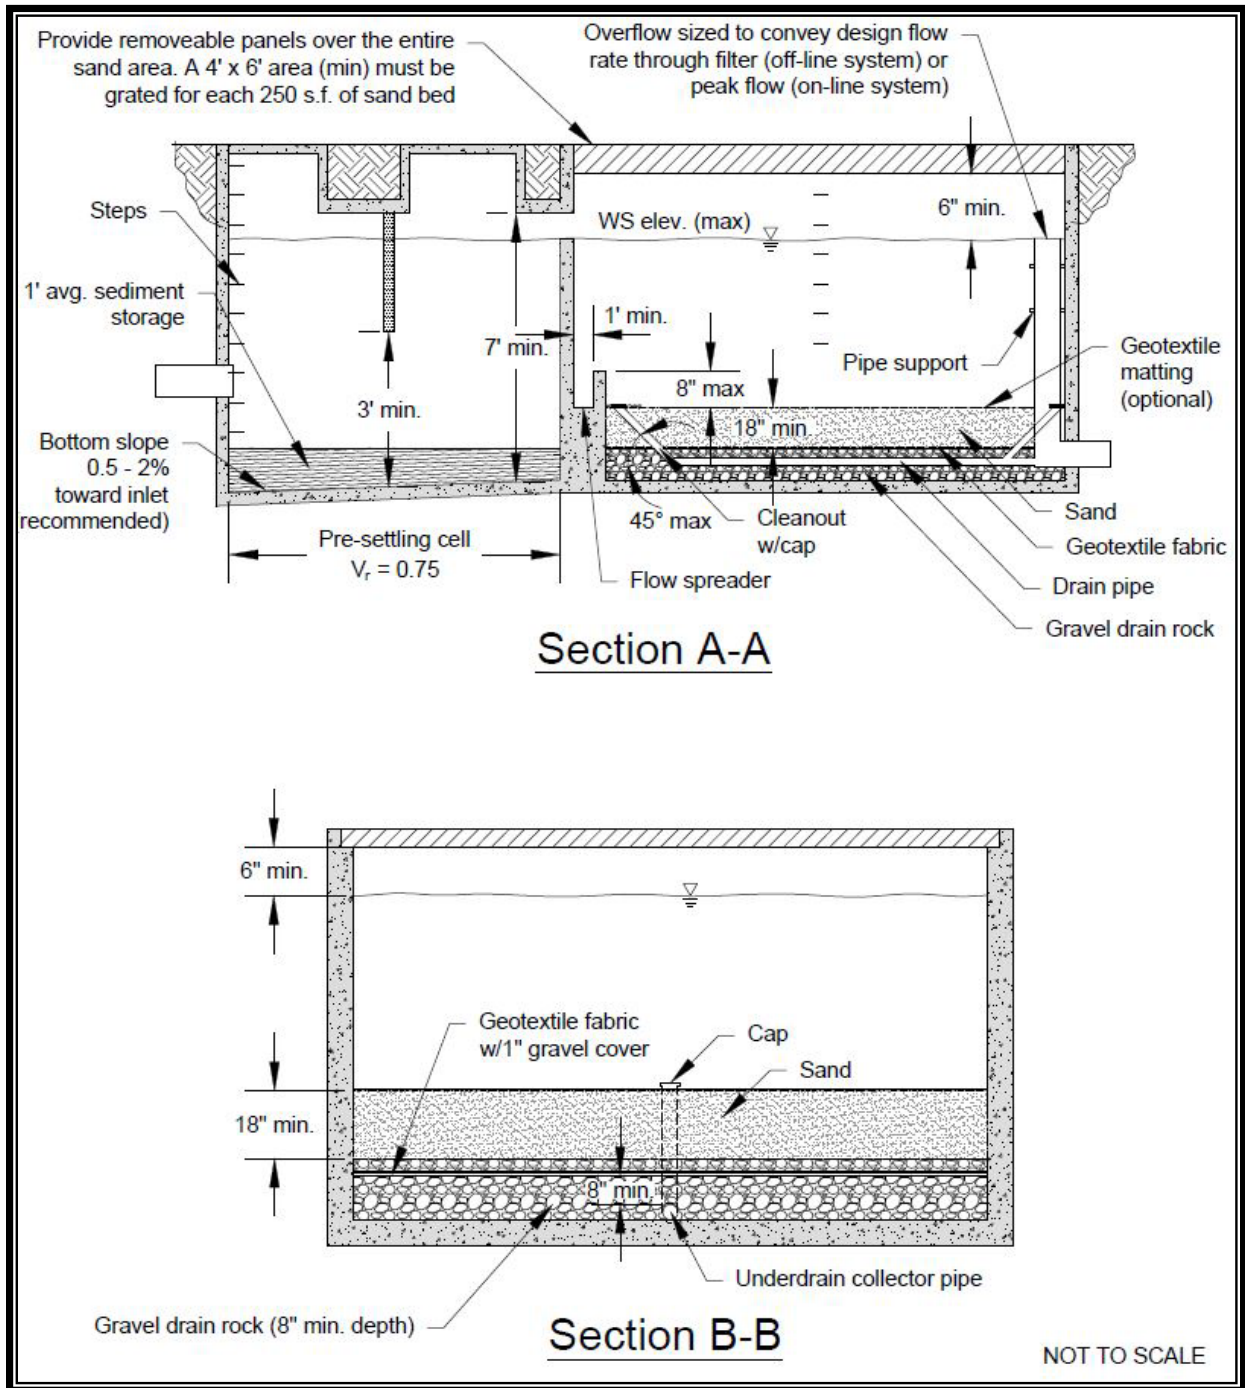 Provide removeable panels over the entire
sand area. A 4' x 6' area (min) must be
grated for each 250 s.f. of sand bed
Overflow sized to convey design flow
rate through filter (off-line system) or
peak flow (on-line system)
Steps
WS elev. (max)
6" min.
1' avg. sediment
storage
1' min.
7' min.
Pipe support
Geotextile
matting
(optional)
8" max
3' min.
18" min.
Bottom slope
0.5 - 2%
toward inlet
recommended)
45° max
Cleanout
w/cap
Sand
Geotextile fabric
Pre-settling cell
Vr = 0.75
Flow spreader
Drain pipe
Gravel drain rock
Section A-A
6" min.
Geotextile fabric
w/1" gravel cover
Cap
Sand
18" min.
8" min.
Underdrain collector pipe
Gravel drain rock (8" min. depth)
Section B-B
NOT TO SCALE